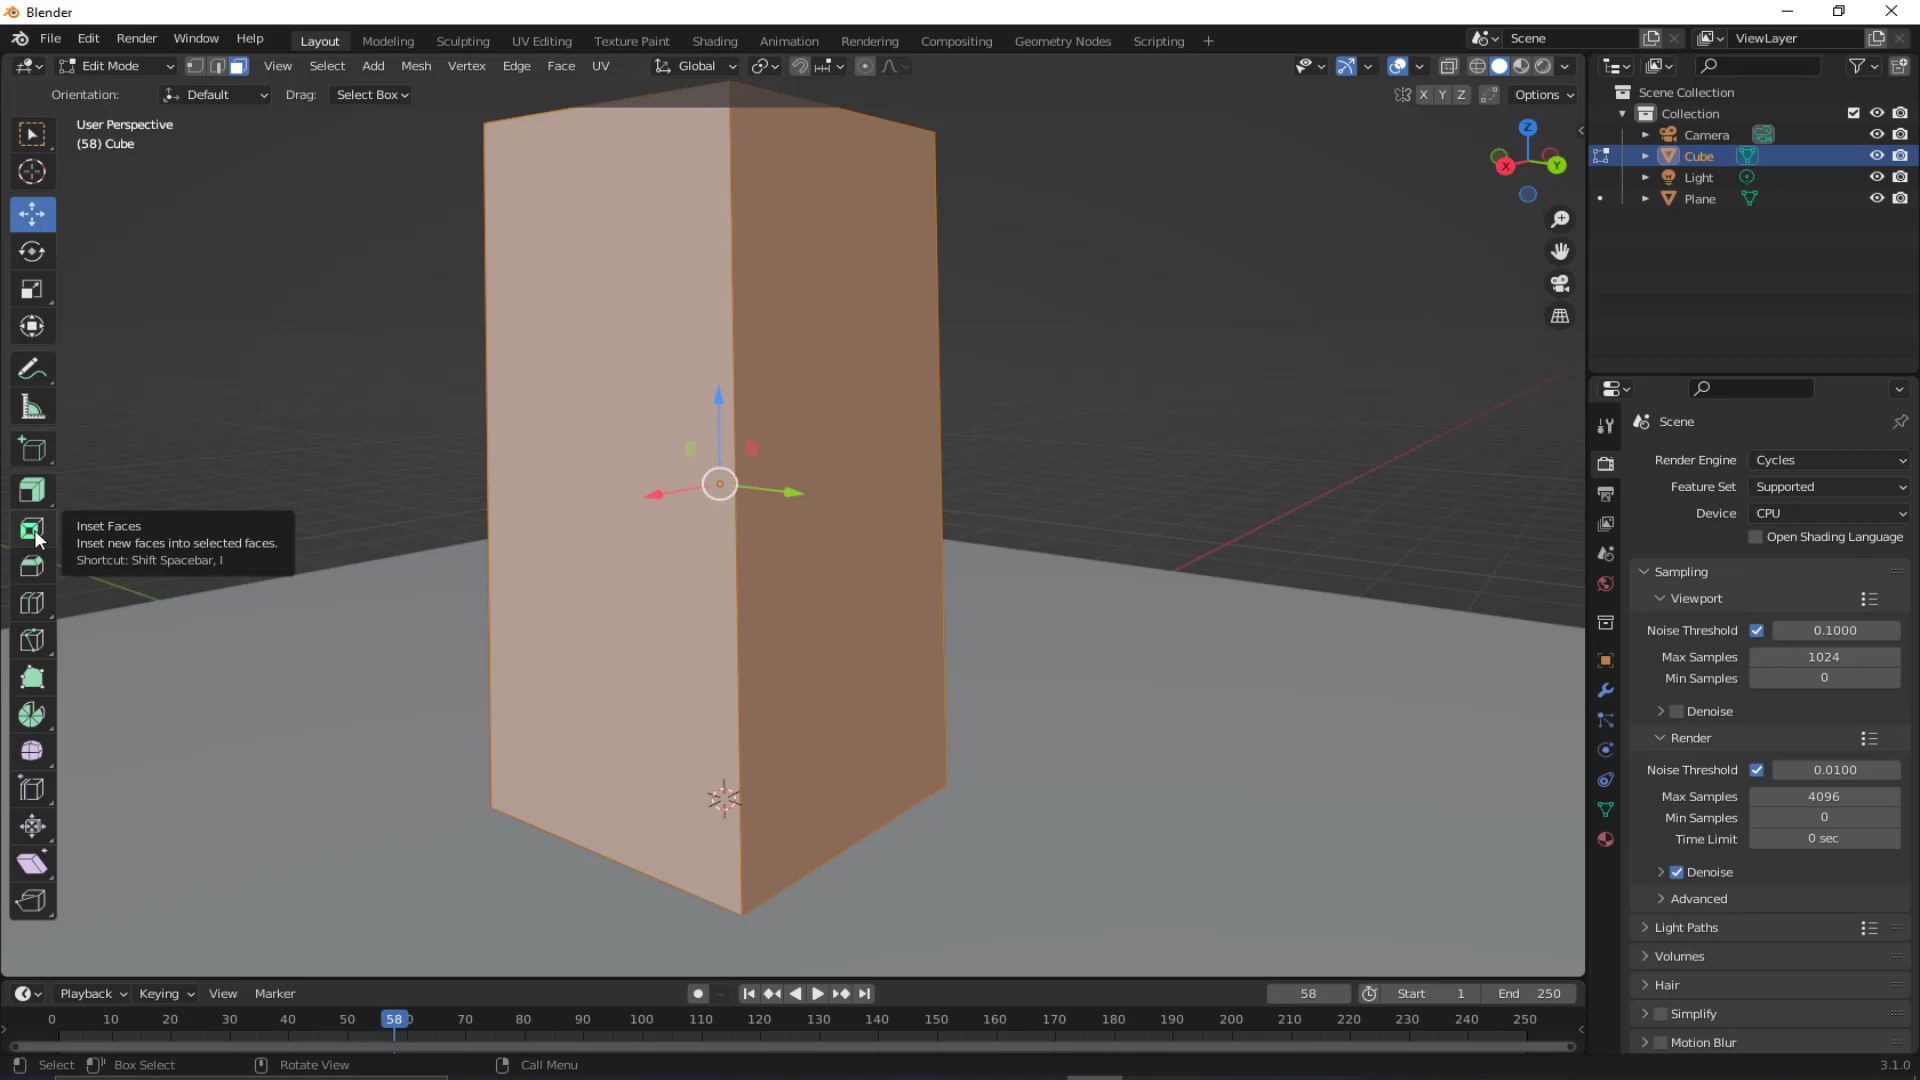 Blender
File Edit Render Window Help Layout Modeling Sculpting UV Editing Texture Paint Shading Animation Rendering Compositing Geometry Nodes Scripting + Scene ViewLayer
Edit Mode View Select Add Mesh Vertex Edge Face UV Global
Orientation: Default Drag: Select Box X Y Z Options
User Perspective
(58) Cube
Z
X Y
Scene Collection
Collection
Camera
Cube
Light
Plane
Scene
Render Engine Cycles
Feature Set Supported
Device CPU
Open Shading Language
Inset Faces
Inset new faces into selected faces.
Shortcut: Shift Spacebar, I
Sampling
Viewport
Noise Threshold 0.1000
Max Samples 1024
Min Samples 0
Denoise
Render
Noise Threshold 0.0100
Max Samples 4096
Min Samples 0
Time Limit 0 sec
Denoise
Advanced
Light Paths
Volumes
Hair
Simplify
Motion Blur
Playback Keying View Marker 58 Start 1 End 250
0 10 20 30 40 50 58 70 80 90 100 110 120 130 140 150 160 170 180 190 200 210 220 230 240 250
Select Box Select Rotate View Call Menu 3.1.0